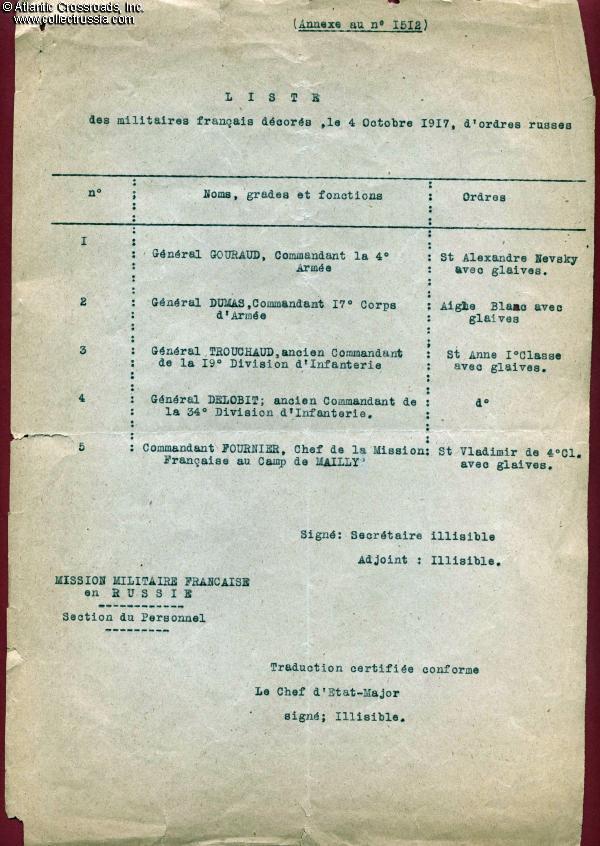 © Atlantic Crossroads, Inc.
www.collectrussia.com
(Annexe au n° 1512)
L I S T E
des militaires français décorés ,le 4 Octobre 1917, d'ordres russes
n° Noms, grades et fonctions Ordres
1
Général GOURAUD, Commandant la 4° St Alexandre Nevsky
Armée avec glaives.
2 Général DUMAS,Commandant 17° Corps Aigle Blanc avec
d'Armée glaives
3 Général TROUCHAUD,ancien Commandant St Anne I°Classe
de la 19° Division d'Infanterie avec glaives.
4 Général DELOBIT; ancien Commandant de d°
la 34° Division d'Infanterie.
5 Commandant FOURNIER, Chef de la Mission St Vladimir de 4°Cl.
Française au Camp de MAILLY avec glaives.
Signé: Secrétaire illisible
Adjoint : Illisible.
MISSION MILITAIRE FRANCAISE
en R U S S I E
------------
Section du Personnel
---------
Traduction certifiée conforme
Le Chef d'Etat-Major
signé; Illisible.